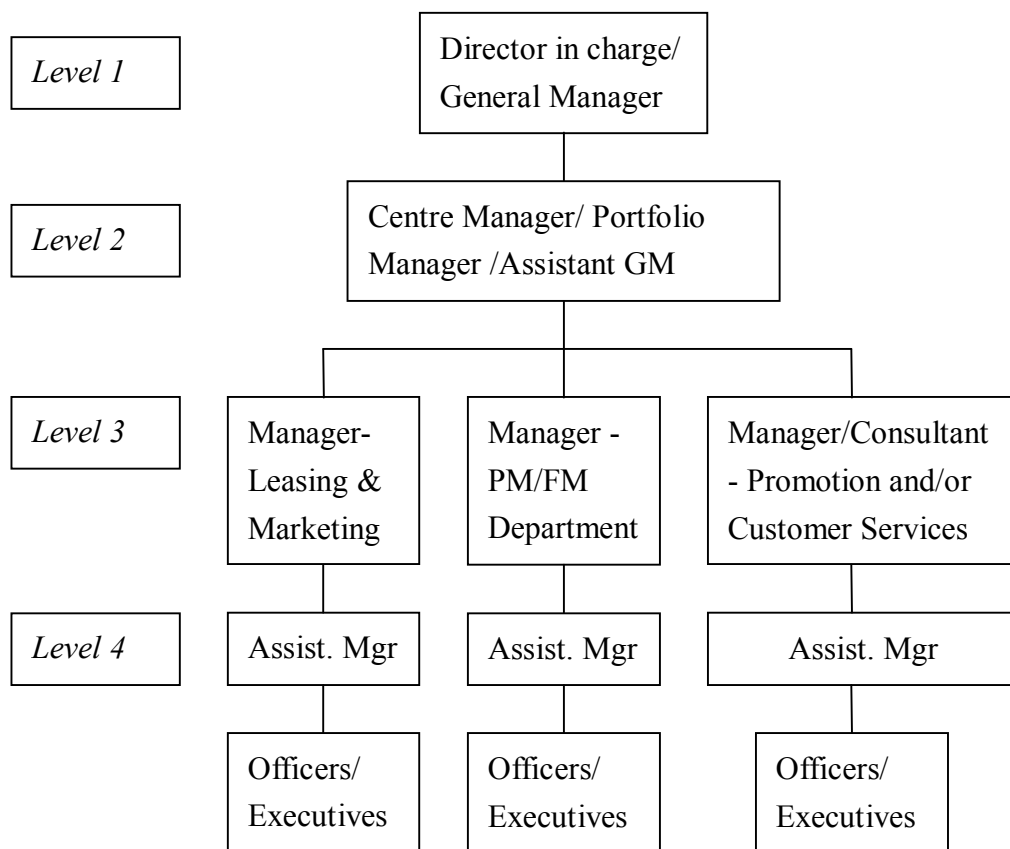 Level 1
Director in charge/
General Manager
Level 2
Centre Manager/ Portfolio
Manager /Assistant GM
Level 3
Manager-
Leasing &
Marketing
Manager -
PM/FM
Department
Manager/Consultant
- Promotion and/or
Customer Services
Level 4
Assist. Mgr
Assist. Mgr
Assist. Mgr
Officers/
Executives
Officers/
Executives
Officers/
Executives